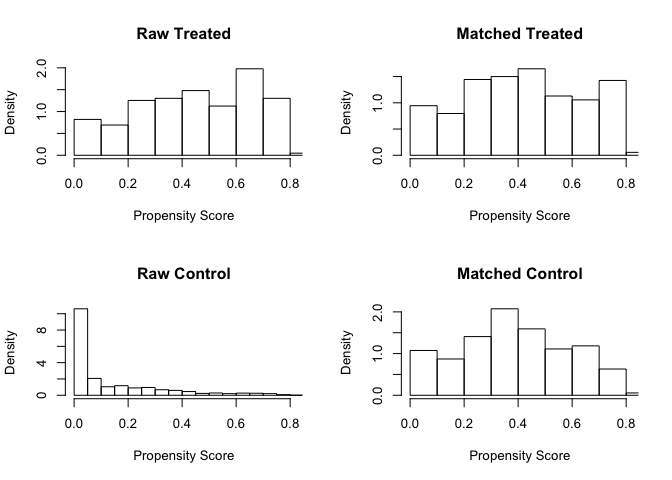 Raw Treated
Density
0.0 1.0 2.0
0.0 0.2 0.4 0.6 0.8
Propensity Score
Matched Treated
Density
0.0 1.0
0.0 0.2 0.4 0.6 0.8
Propensity Score
Raw Control
Density
0 4 8
0.0 0.2 0.4 0.6 0.8
Propensity Score
Matched Control
Density
0.0 1.0 2.0
0.0 0.2 0.4 0.6 0.8
Propensity Score